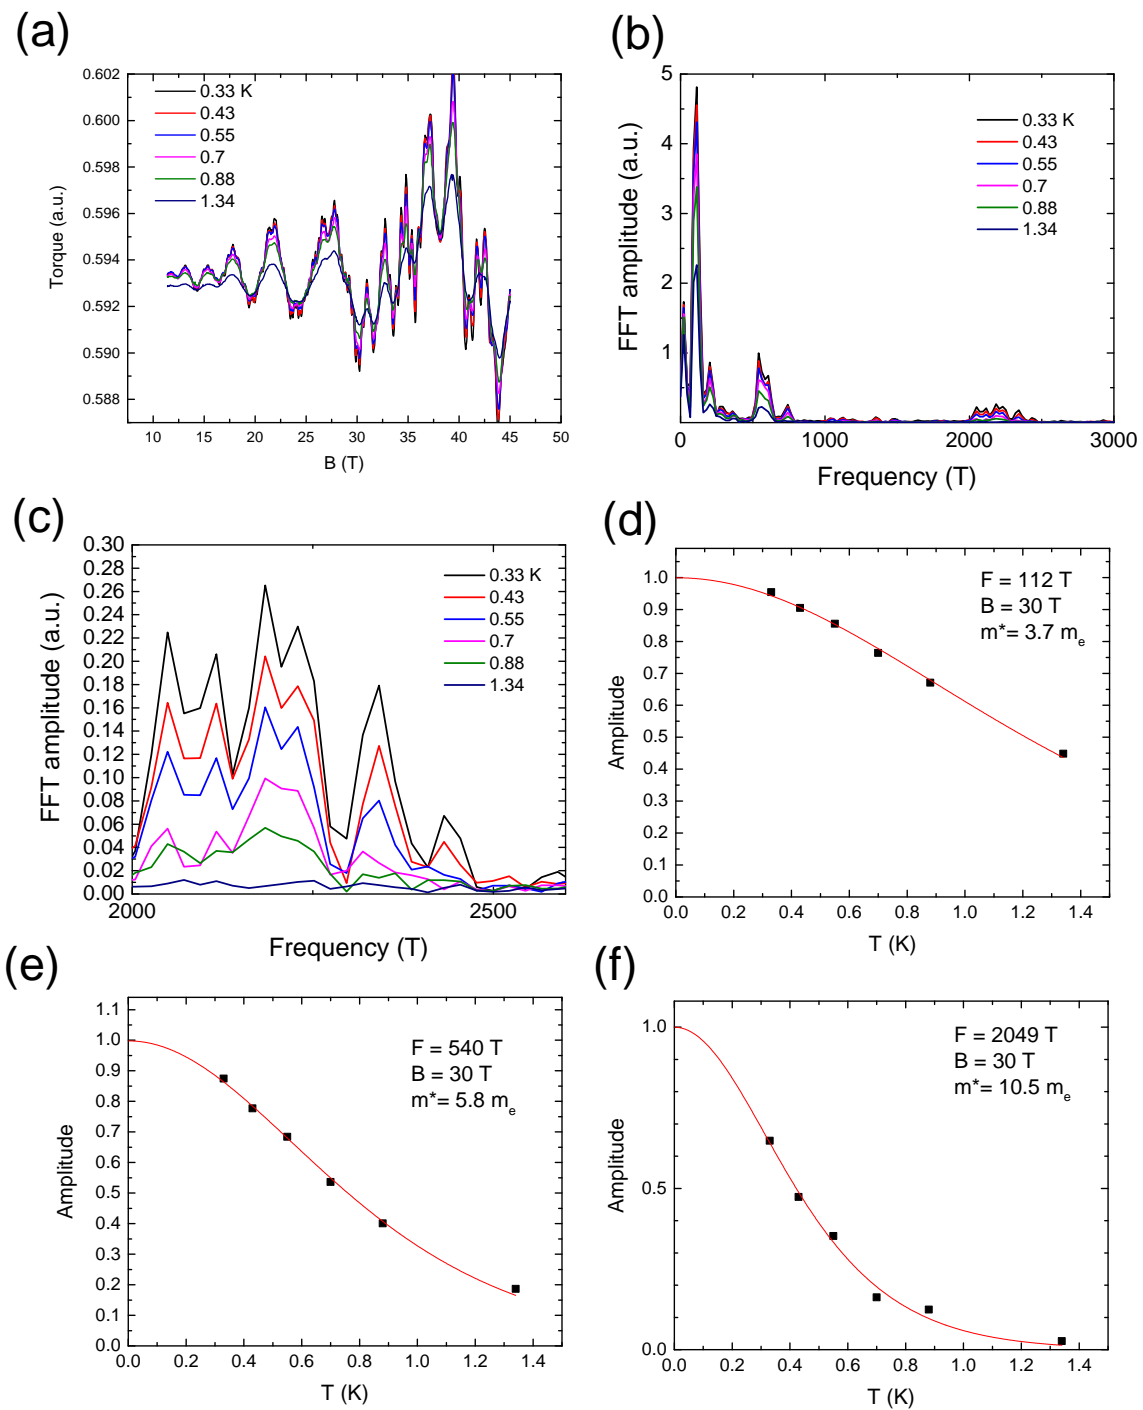 (a)
0.602
0.600
0.598
0.596
0.594
0.592
0.590
0.588
Torque (a.u.)
0.33 K
0.43
0.55
0.7
0.88
1.34
10 15 20 25 30 35 40 45 50
B (T)
(b)
5
4
3
2
1
FFT amplitude (a.u.)
0.33 K
0.43
0.55
0.7
0.88
1.34
0 1000 2000 3000
Frequency (T)
(c)
0.30
0.28
0.26
0.24
0.22
0.20
0.18
0.16
0.14
0.12
0.10
0.08
0.06
0.04
0.02
0.00
FFT amplitude (a.u.)
0.33 K
0.43
0.55
0.7
0.88
1.34
2000 2500
Frequency (T)
(d)
1.0
0.9
0.8
0.7
0.6
0.5
0.4
0.3
0.2
0.1
0.0
Amplitude
F = 112 T
B = 30 T
m*= 3.7 me
0.0 0.2 0.4 0.6 0.8 1.0 1.2 1.4
T (K)
(e)
1.1
1.0
0.9
0.8
0.7
0.6
0.5
0.4
0.3
0.2
0.1
0.0
Amplitude
F = 540 T
B = 30 T
m*= 5.8 me
0.0 0.2 0.4 0.6 0.8 1.0 1.2 1.4
T (K)
(f)
1.0
0.5
0.0
Amplitude
F = 2049 T
B = 30 T
m*= 10.5 me
0.0 0.2 0.4 0.6 0.8 1.0 1.2 1.4
T (K)